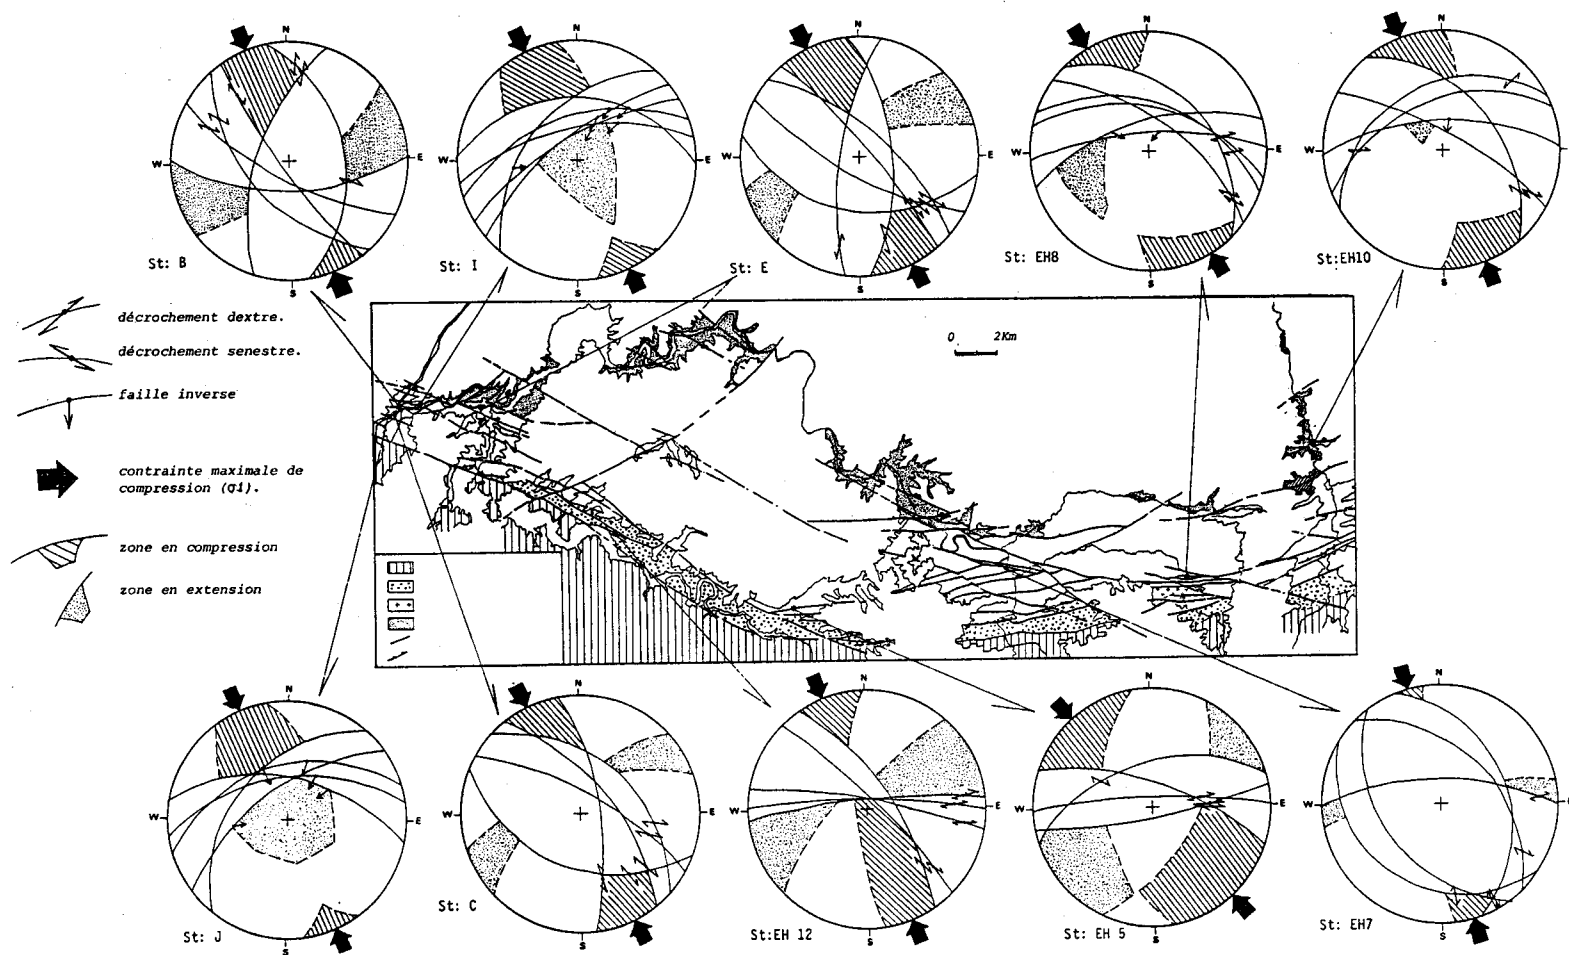 N
W
E
S
St: B
N
W
E
S
St: I
N
W
E
S
St: E
N
W
E
S
St: EH8
N
W
S
St:EH10
décrochement dextre.
décrochement senestre.
faille inverse
contrainte maximale de
compression (σ1).
zone en compression
zone en extension
0 2Km
N
W
E
S
St: J
N
W
E
S
St: C
N
W
E
S
St:EH 12
N
W
E
S
St: EH 5
N
W
S
St: EH7